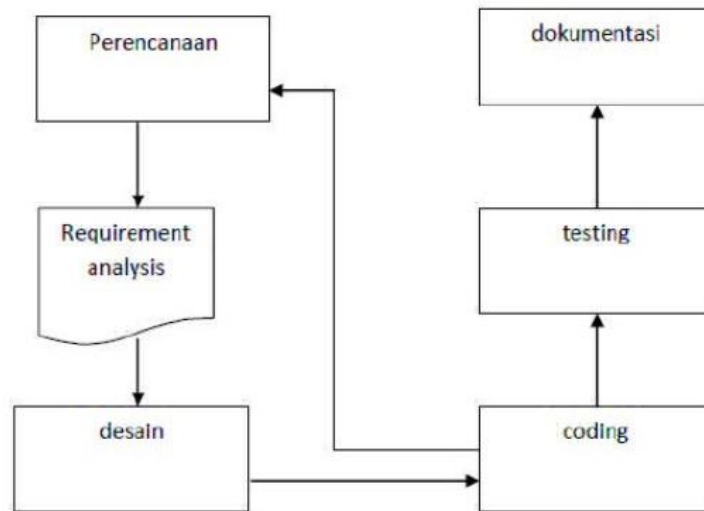 Perencanaan
Requirement
analysis
desain
coding
testing
dokumentasi